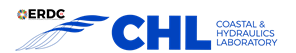 ERDC
CHL
COASTAL &
HYDRAULICS
LABORATORY